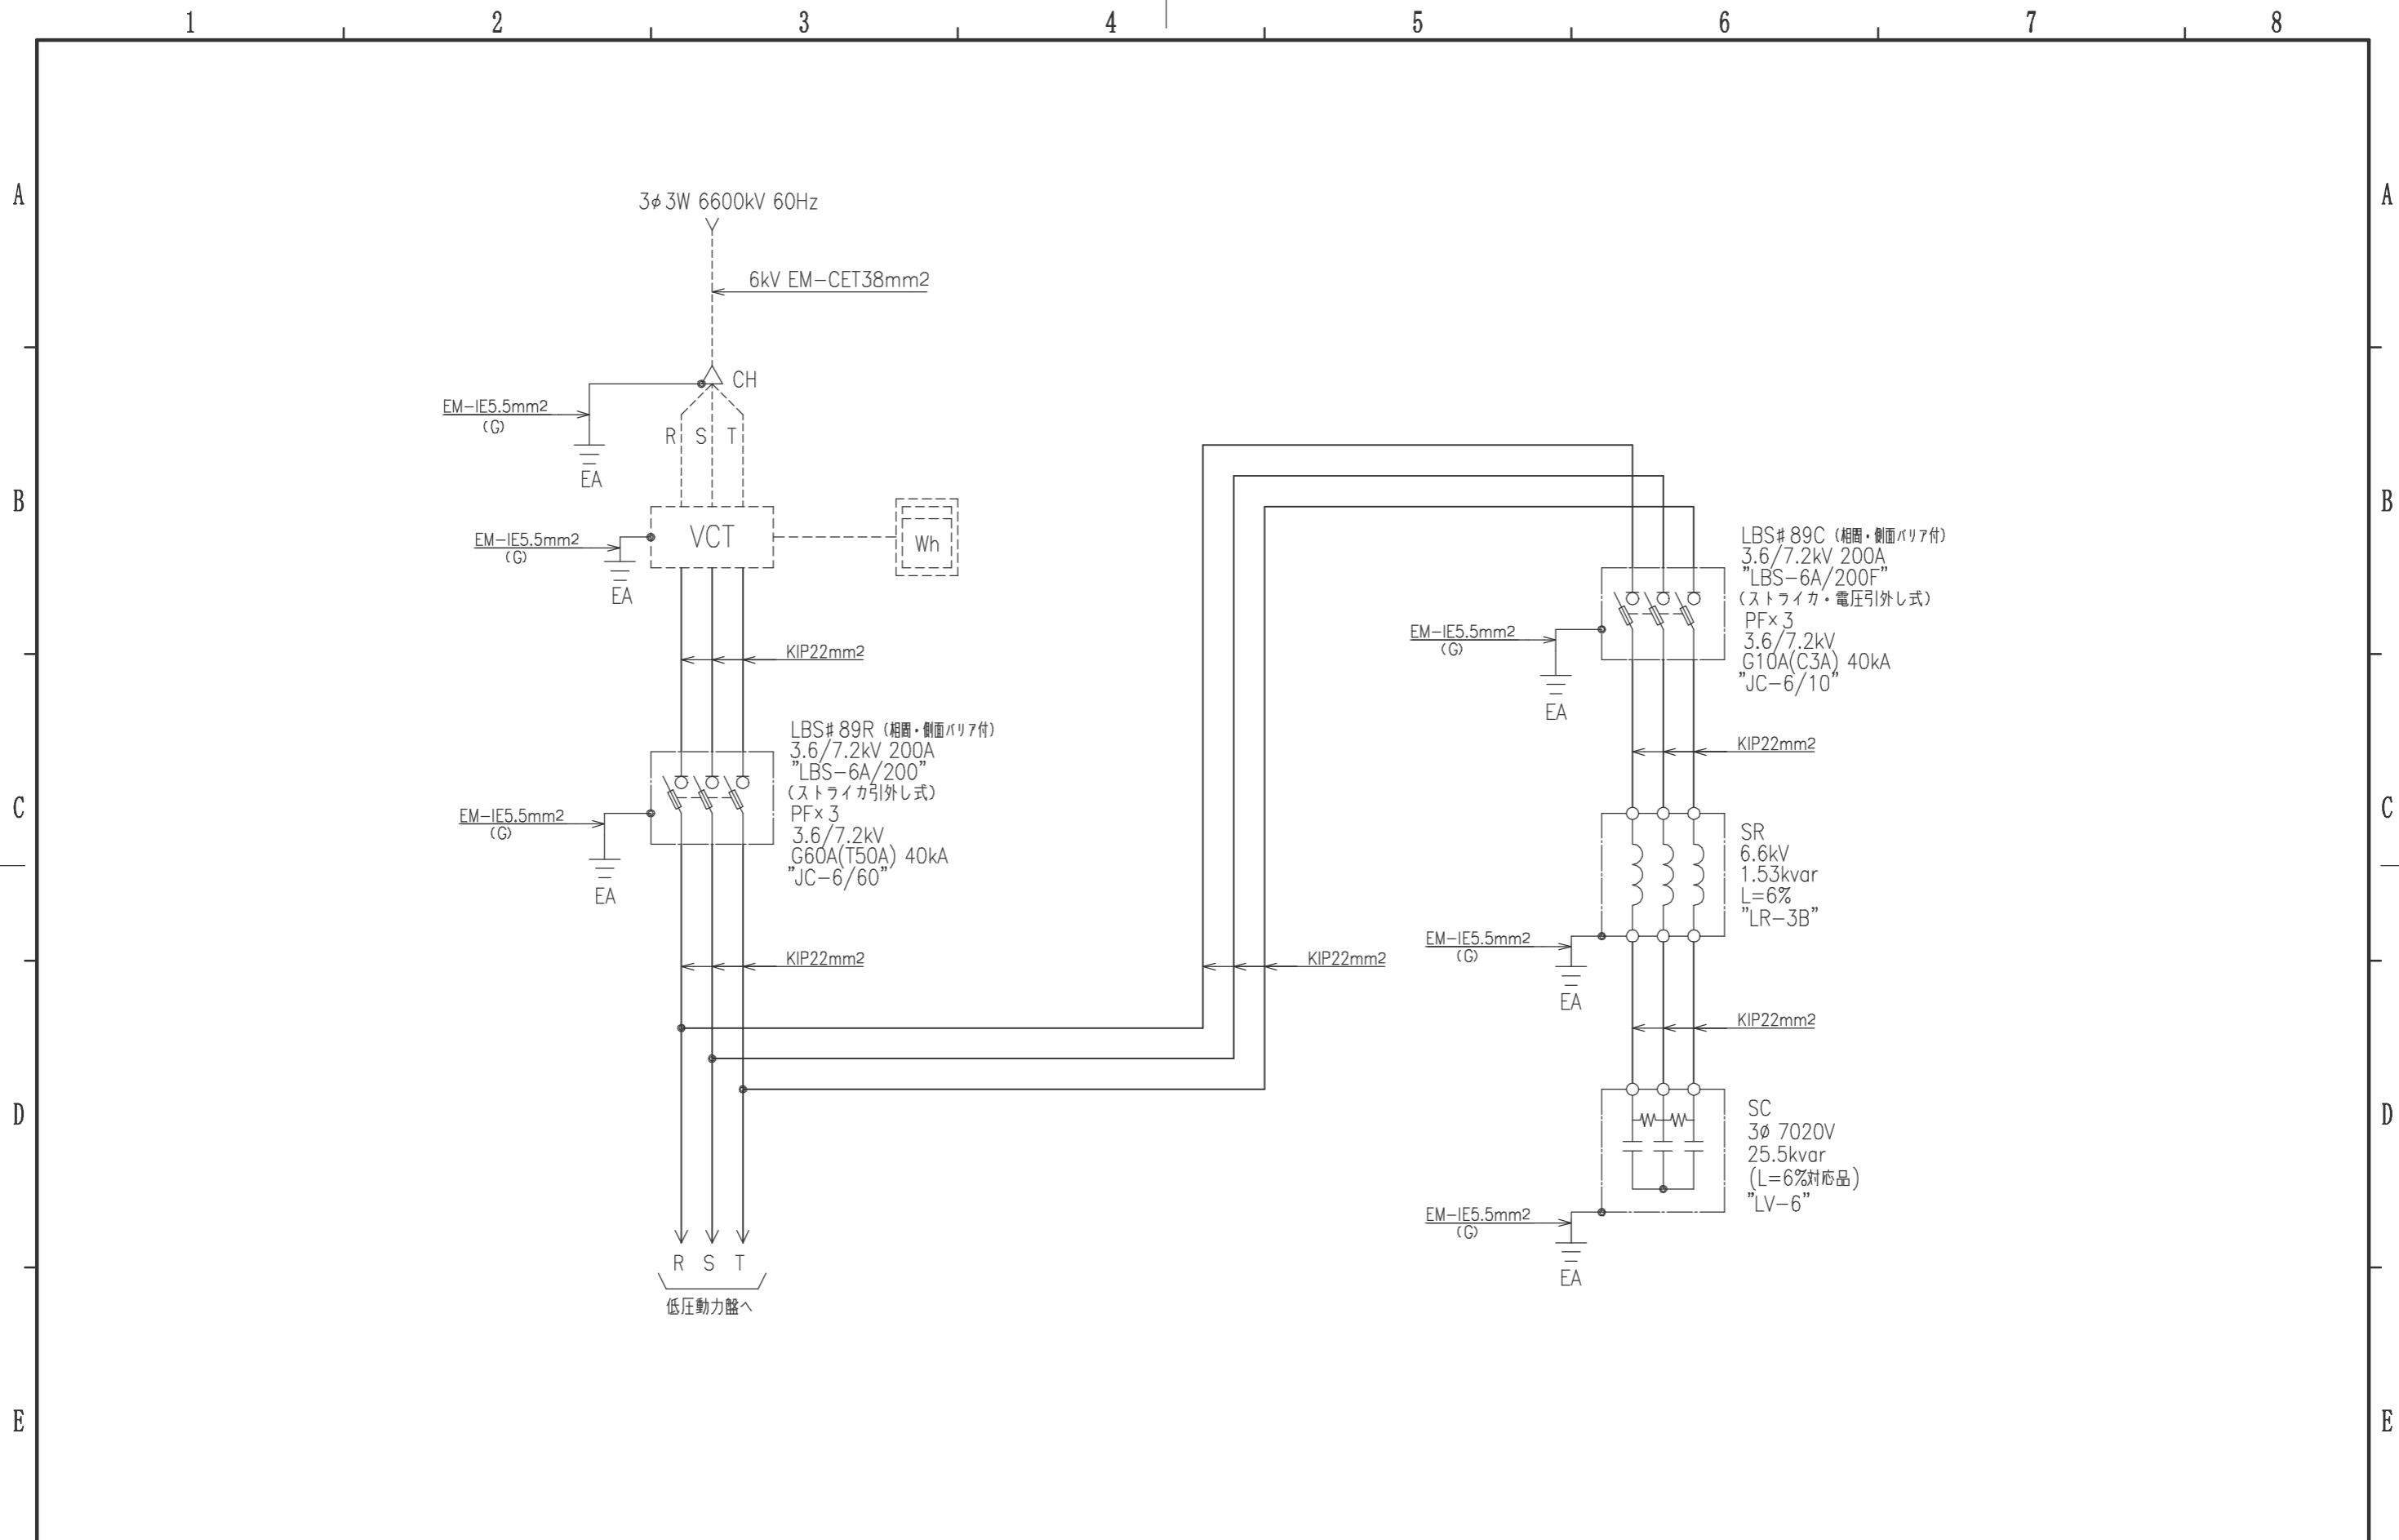 1 2 3 4 5 6 7 8
A A
3φ3W 6600kV 60Hz
6kV EM-CET38mm2
CH
EM-IE5.5mm2
(G)
EA
R S T
B B
VCT
Wh
EM-IE5.5mm2
(G)
EA
KIP22mm2
LBS#89R (相間・側面バリア付)
3.6/7.2kV 200A
"LBS-6A/200"
(ストライカ引外し式)
PF×3
3.6/7.2kV
G60A(T50A) 40kA
"JC-6/60"
EM-IE5.5mm2
(G)
EA
C C
KIP22mm2
KIP22mm2
LBS#89C (相間・側面バリア付)
3.6/7.2kV 200A
"LBS-6A/200F"
(ストライカ・電圧引外し式)
PF×3
3.6/7.2kV
G10A(C3A) 40kA
"JC-6/10"
EM-IE5.5mm2
(G)
EA
KIP22mm2
SR
6.6kV
1.53kvar
L=6%
"LR-3B"
EM-IE5.5mm2
(G)
EA
KIP22mm2
D D
SC
3φ 7020V
25.5kvar
(L=6%対応品)
"LV-6"
EM-IE5.5mm2
(G)
EA
R S T
低圧動力盤へ
E E